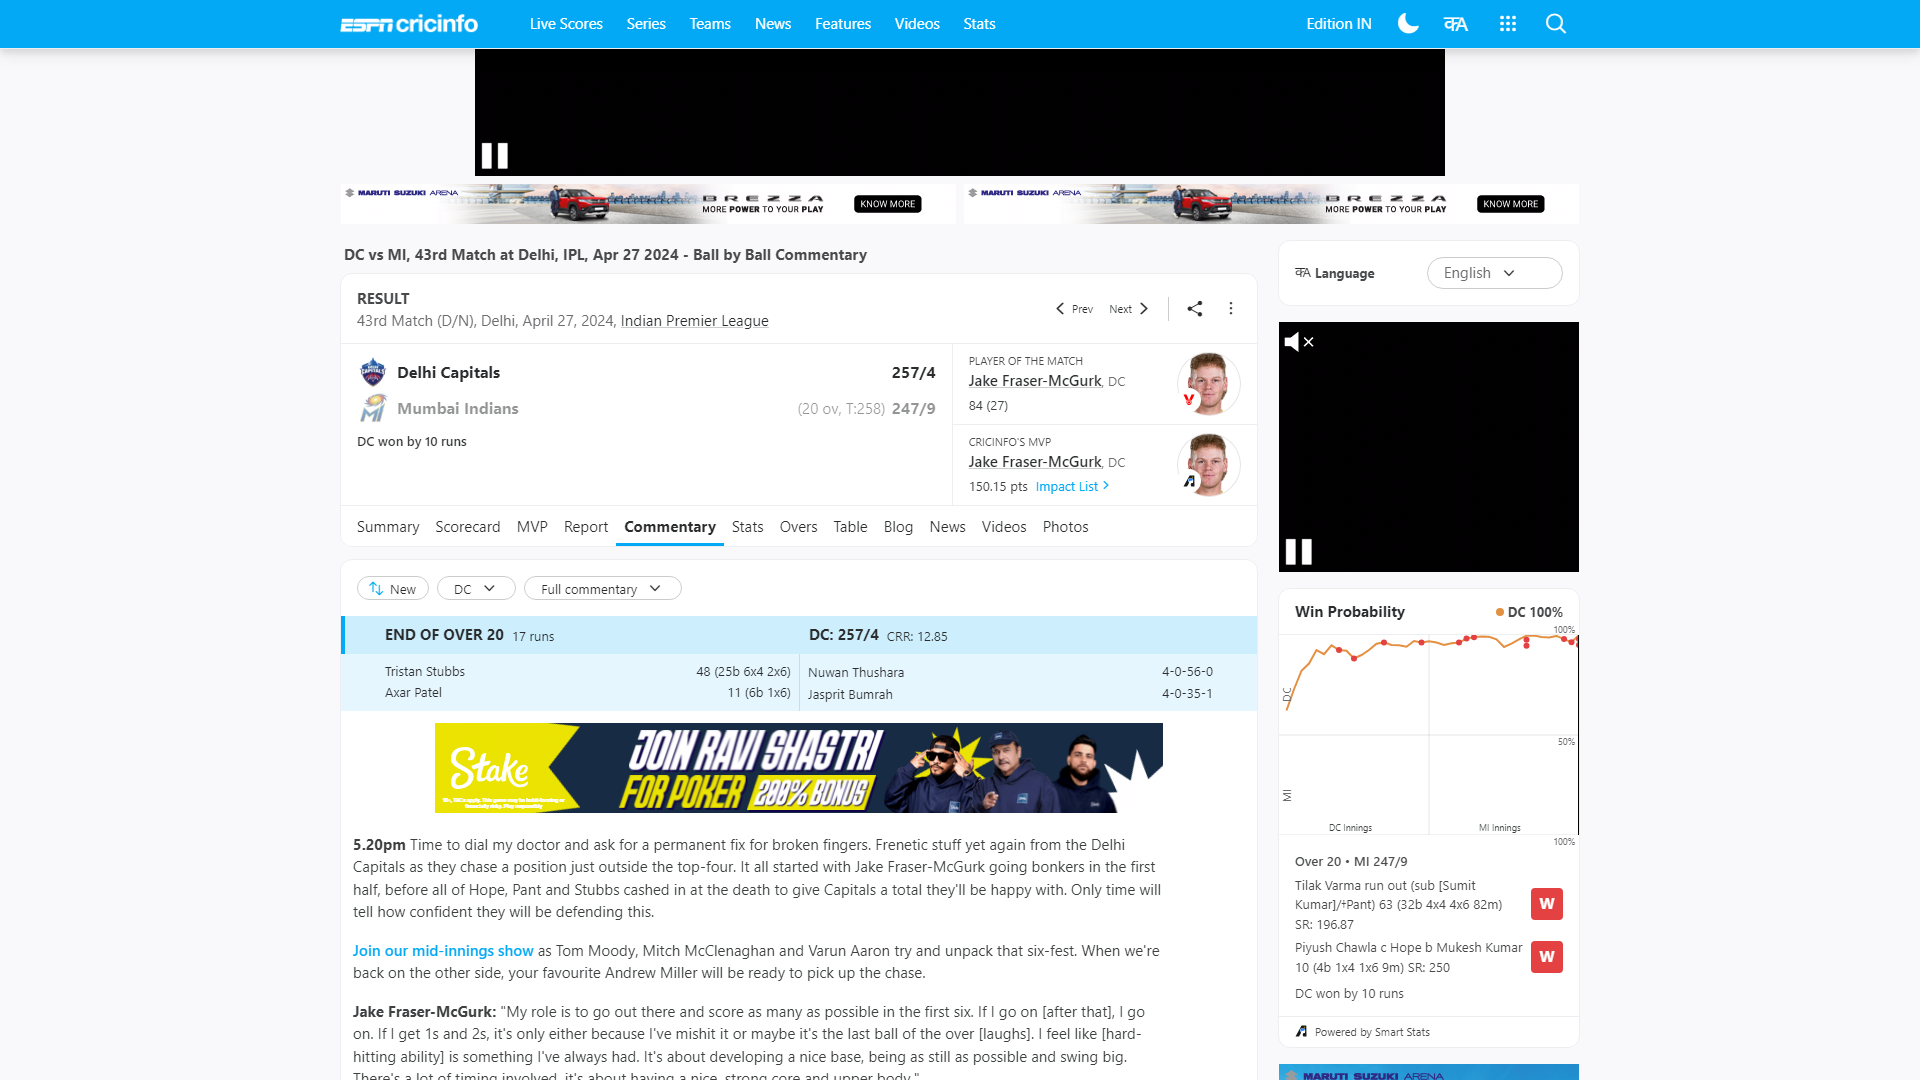 ESPN cricinfo
Live Scores Series Teams News Features Videos Stats
Edition IN
MARUTI SUZUKI ARENA
BREZZA
MORE POWER TO YOUR PLAY
KNOW MORE
MARUTI SUZUKI ARENA
BREZZA
MORE POWER TO YOUR PLAY
KNOW MORE
DC vs MI, 43rd Match at Delhi, IPL, Apr 27 2024 - Ball by Ball Commentary
RESULT
43rd Match (D/N), Delhi, April 27, 2024, Indian Premier League
Prev Next
Delhi Capitals 257/4
Mumbai Indians (20 ov, T:258) 247/9
DC won by 10 runs
PLAYER OF THE MATCH
Jake Fraser-McGurk, DC
84 (27)
CRICINFO'S MVP
Jake Fraser-McGurk, DC
150.15 pts Impact List
Summary Scorecard MVP Report Commentary Stats Overs Table Blog News Videos Photos
New DC Full commentary
END OF OVER 20 17 runs DC: 257/4 CRR: 12.85
Tristan Stubbs 48 (25b 6x4 2x6) Nuwan Thushara 4-0-56-0
Axar Patel 11 (6b 1x6) Jasprit Bumrah 4-0-35-1
Stake
JOIN RAVI SHASTRI
FOR POKER 200% BONUS
5.20pm Time to dial my doctor and ask for a permanent fix for broken fingers. Frenetic stuff yet again from the Delhi
Capitals as they chase a position just outside the top-four. It all started with Jake Fraser-McGurk going bonkers in the first
half, before all of Hope, Pant and Stubbs cashed in at the death to give Capitals a total they'll be happy with. Only time will
tell how confident they will be defending this.
Join our mid-innings show as Tom Moody, Mitch McClenaghan and Varun Aaron try and unpack that six-fest. When we're
back on the other side, your favourite Andrew Miller will be ready to pick up the chase.
Jake Fraser-McGurk: "My role is to go out there and score as many as possible in the first six. If I go on [after that], I go
on. If I get 1s and 2s, it's only either because I've mishit it or maybe it's the last ball of the over [laughs]. I feel like [hard-
hitting ability] is something I've always had. It's about developing a nice base, being as still as possible and swing big.
There's a lot of timing involved, it's about having a nice, strong core and upper body."
क्A Language English
Win Probability DC 100%
100%
DC
50%
MI
DC Innings MI Innings
100%
Over 20 • MI 247/9
Tilak Varma run out (sub [Sumit
Kumar]/†Pant) 63 (32b 4x4 4x6 82m)
SR: 196.87
W
Piyush Chawla c Hope b Mukesh Kumar
10 (4b 1x4 1x6 9m) SR: 250
W
DC won by 10 runs
Powered by Smart Stats
MARUTI SUZUKI ARENA